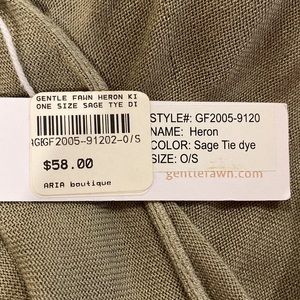 GENTLE FAWN HERON KI
ONE SIZE SAGE TYE DI
GF2005-91202-0/S
$58.00
ARIA boutique
STYLE#: GF2005-9120
NAME: Heron
COLOR: Sage Tie dye
SIZE: O/S
gentlefawn.com